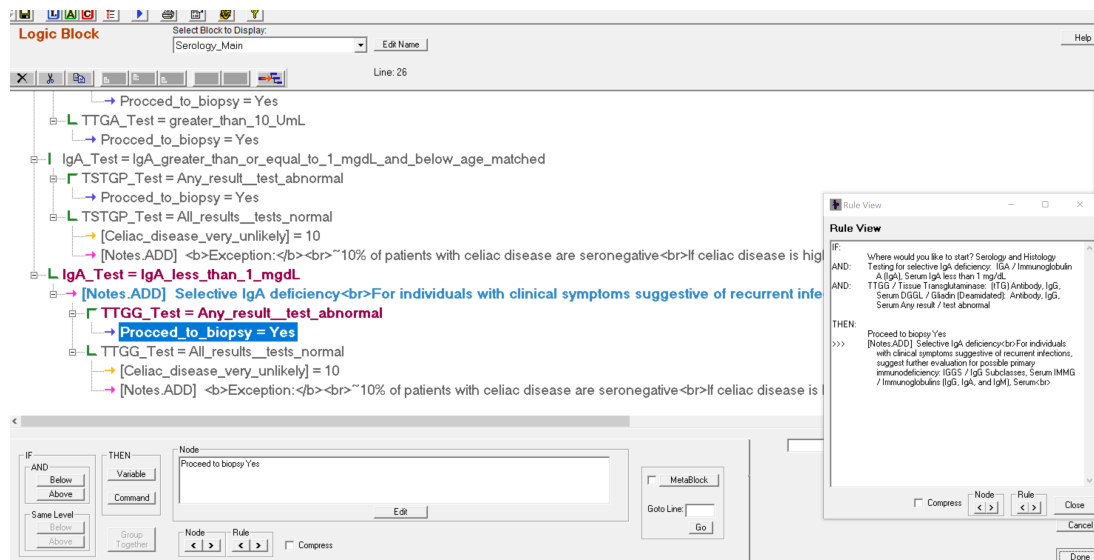 L A C E
Logic Block
Select Block to Display:
Serology_Main
Edit Name
Help
Line: 26
Procced_to_biopsy = Yes
TTGA_Test = greater_than_10_UmL
Procced_to_biopsy = Yes
IgA_Test = IgA_greater_than_or_equal_to_1_mgdL_and_below_age_matched
TSTGP_Test = Any_result__test_abnormal
Procced_to_biopsy = Yes
TSTGP_Test = All_results__tests_normal
[Celiac_disease_very_unlikely] = 10
[Notes.ADD] <b>Exception:</b><br>~10% of patients with celiac disease are seronegative<br>If celiac disease is high
IgA_Test = IgA_less_than_1_mgdL
[Notes.ADD] Selective IgA deficiency<br>For individuals with clinical symptoms suggestive of recurrent infe
TTGG_Test = Any_result__test_abnormal
Procced_to_biopsy = Yes
TTGG_Test = All_results__tests_normal
[Celiac_disease_very_unlikely] = 10
[Notes.ADD] <b>Exception:</b><br>~10% of patients with celiac disease are seronegative<br>If celiac disease is
Rule View
Rule View
IF:
Where would you like to start? Serology and Histology
AND: Testing for selective IgA deficiency: IGA / Immunoglobulin
A (IgA), Serum IgA less than 1 mg/dL
AND: TTGG / Tissue Transglutaminase: (tTG) Antibody, IgG,
Serum DGGL / Gliadin (Deamidated): Antibody, IgG,
Serum Any result / test abnormal
THEN:
Proceed to biopsy Yes
>>> [Notes.ADD] Selective IgA deficiency<br>For individuals
with clinical symptoms suggestive of recurrent infections,
suggest further evaluation for possible primary
immunodeficiency: IGGS / IgG Subclasses, Serum IMMG
/ Immunoglobulins (IgG, IgA, and IgM), Serum<br>
Compress
Node
< >
Rule
< >
Close
Cancel
Done
IF
AND
Below
Above
Same Level
Below
Above
THEN
Variable
Command
Group
Together
Node
Proceed to biopsy Yes
Edit
Node
< >
Rule
< >
Compress
MetaBlock
Goto Line:
Go